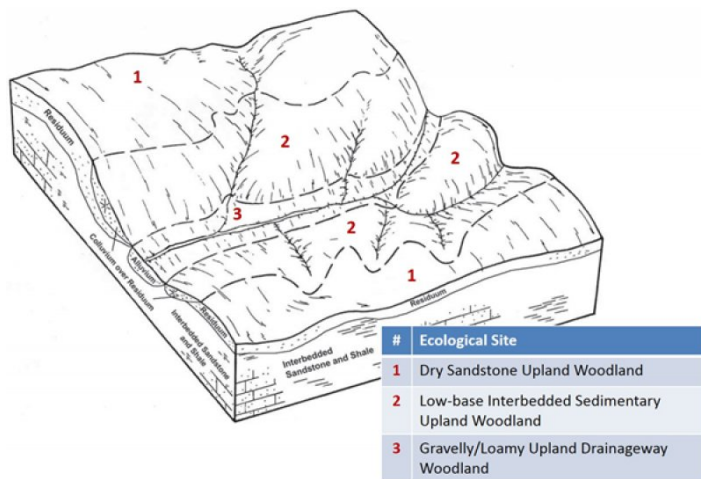 1
Residuum
2
2
3
2
1
Colluvium over Residuum
Alluvium
Residuum
Interbedded Sandstone
and Shale
Residuum
Interbedded
Sandstone and Shale
# Ecological Site
1 Dry Sandstone Upland Woodland
2 Low-base Interbedded Sedimentary
Upland Woodland
3 Gravelly/Loamy Upland Drainageway
Woodland